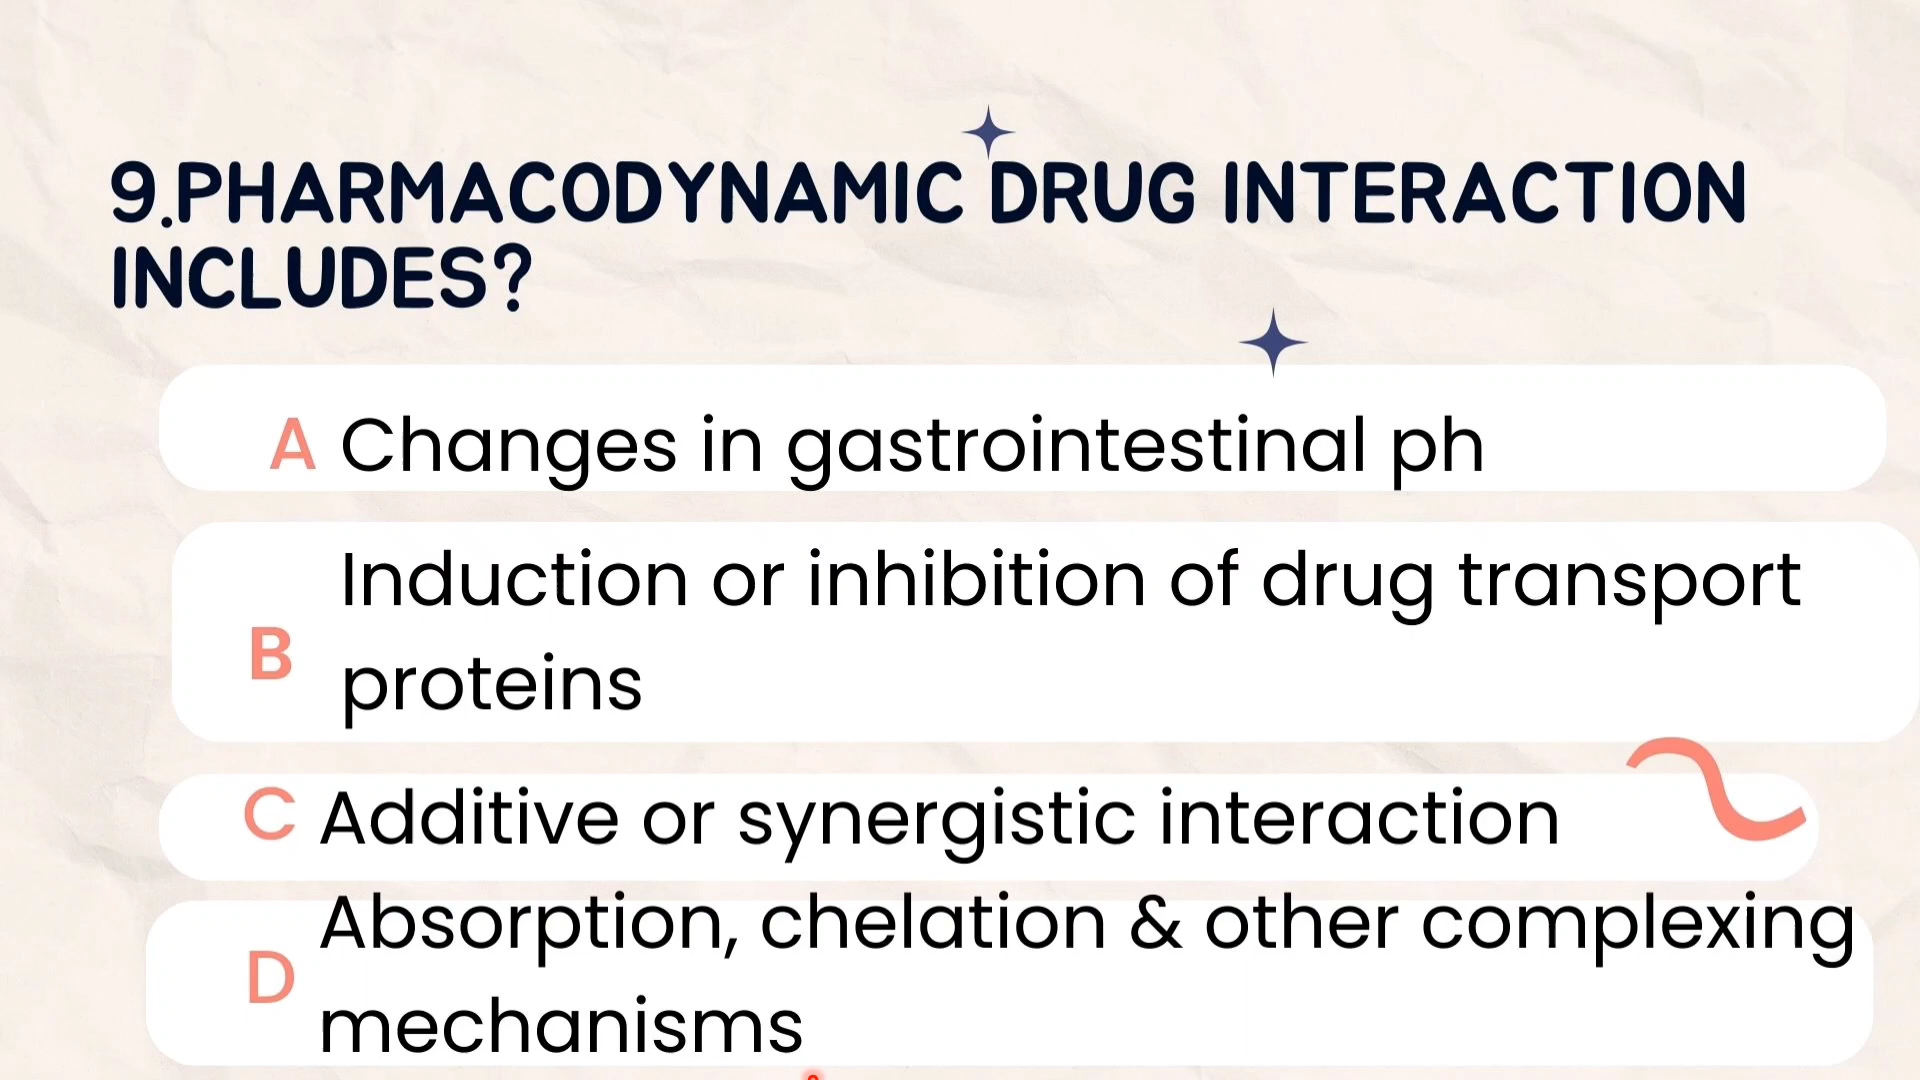 9.PHARMACODYNAMIC DRUG INTERACTION
INCLUDES?
A Changes in gastrointestinal ph
Induction or inhibition of drug transport
B
proteins
C Additive or synergistic interaction
Absorption, chelation & other complexing
D
mechanisms